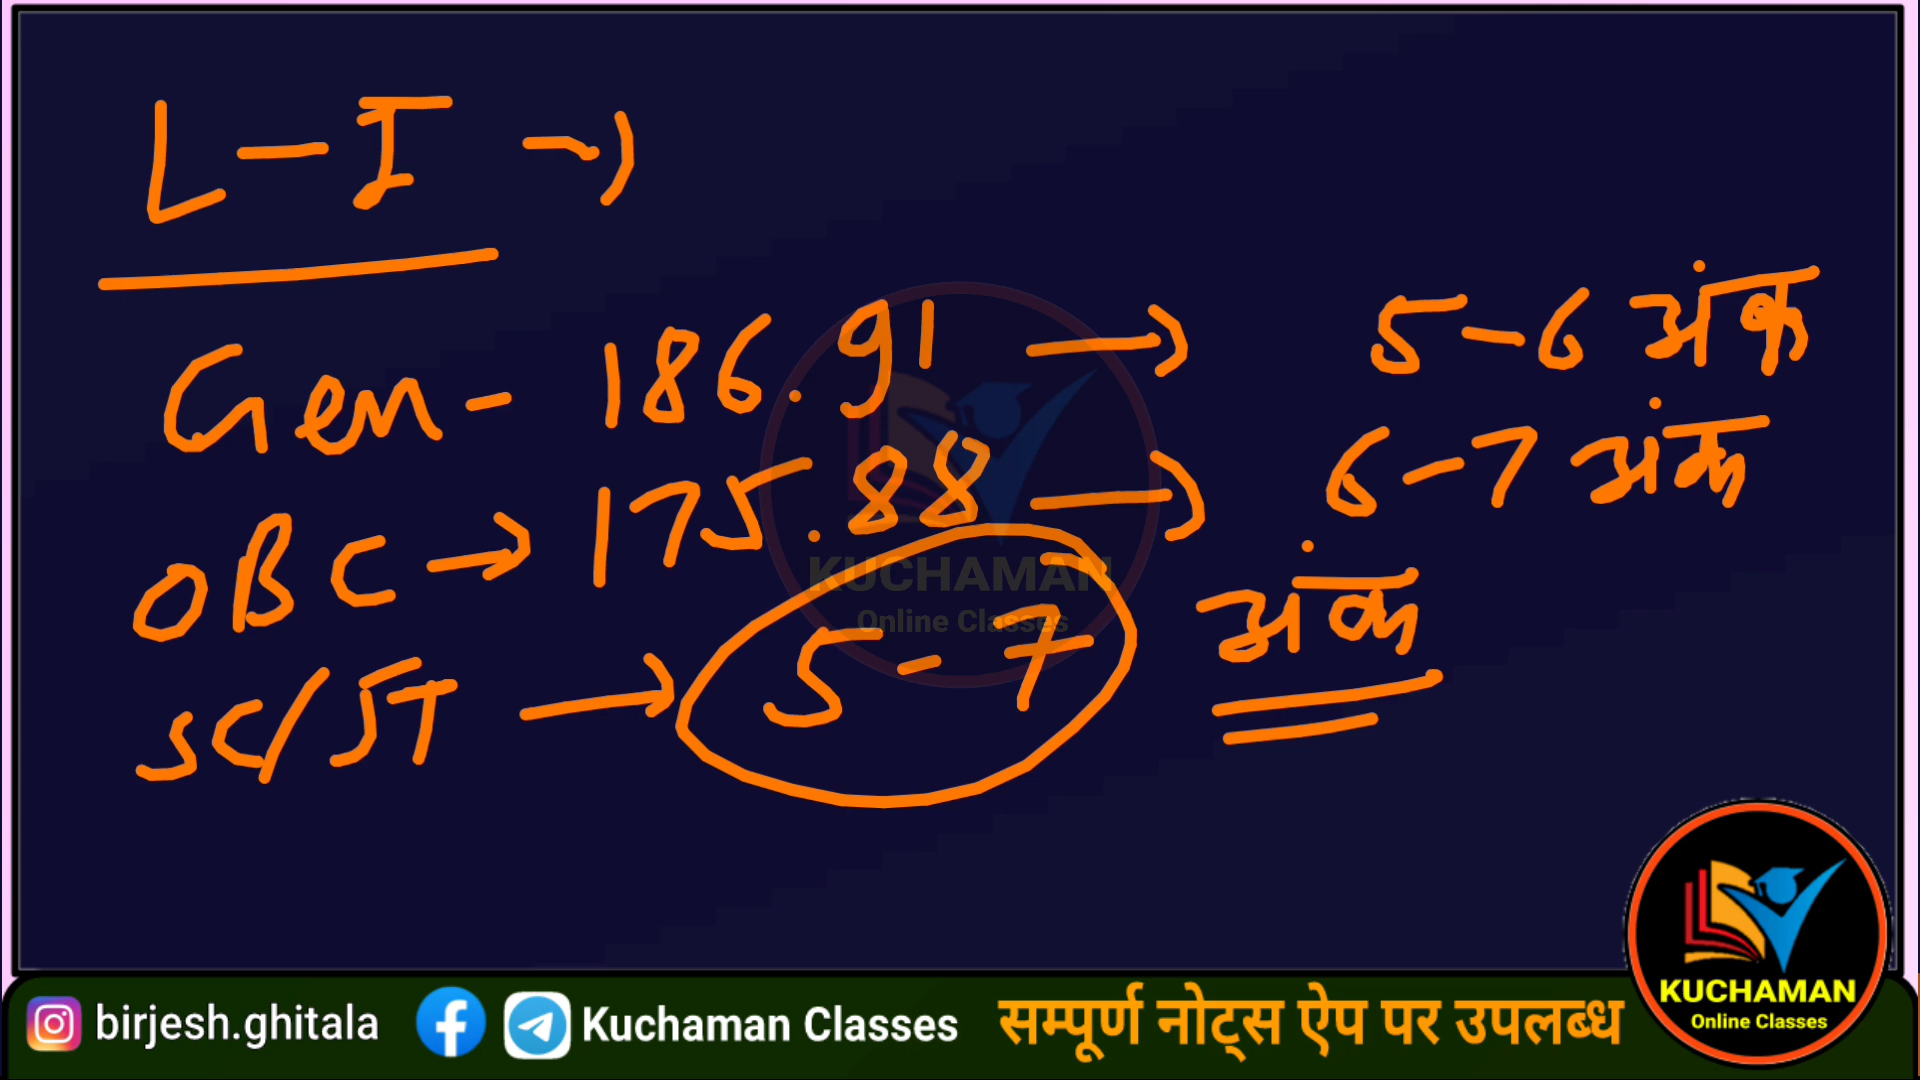 L-I →
Gen - 186.91 → 5-6 अंक
OBC → 175.88 → 6-7 अंक
SC/ST → 5-7 अंक
KUCHAMAN
Online Classes
birjesh.ghitala Kuchaman Classes सम्पूर्ण नोट्स ऐप पर उपलब्ध
KUCHAMAN
Online Classes